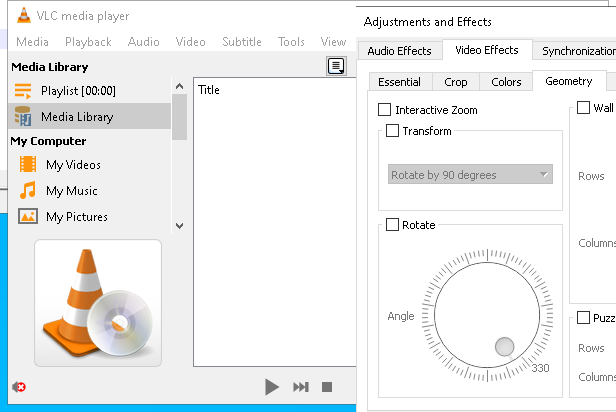 VLC media player
Media Playback Audio Video Subtitle Tools View
Media Library
Playlist [00:00]
Media Library
My Computer
My Videos
My Music
My Pictures
Title
Adjustments and Effects
Audio Effects Video Effects Synchronization
Essential Crop Colors Geometry
Interactive Zoom
Transform
Rotate by 90 degrees
Rotate
Angle
330
Wall
Rows
Columns
Puzz
Rows
Columns